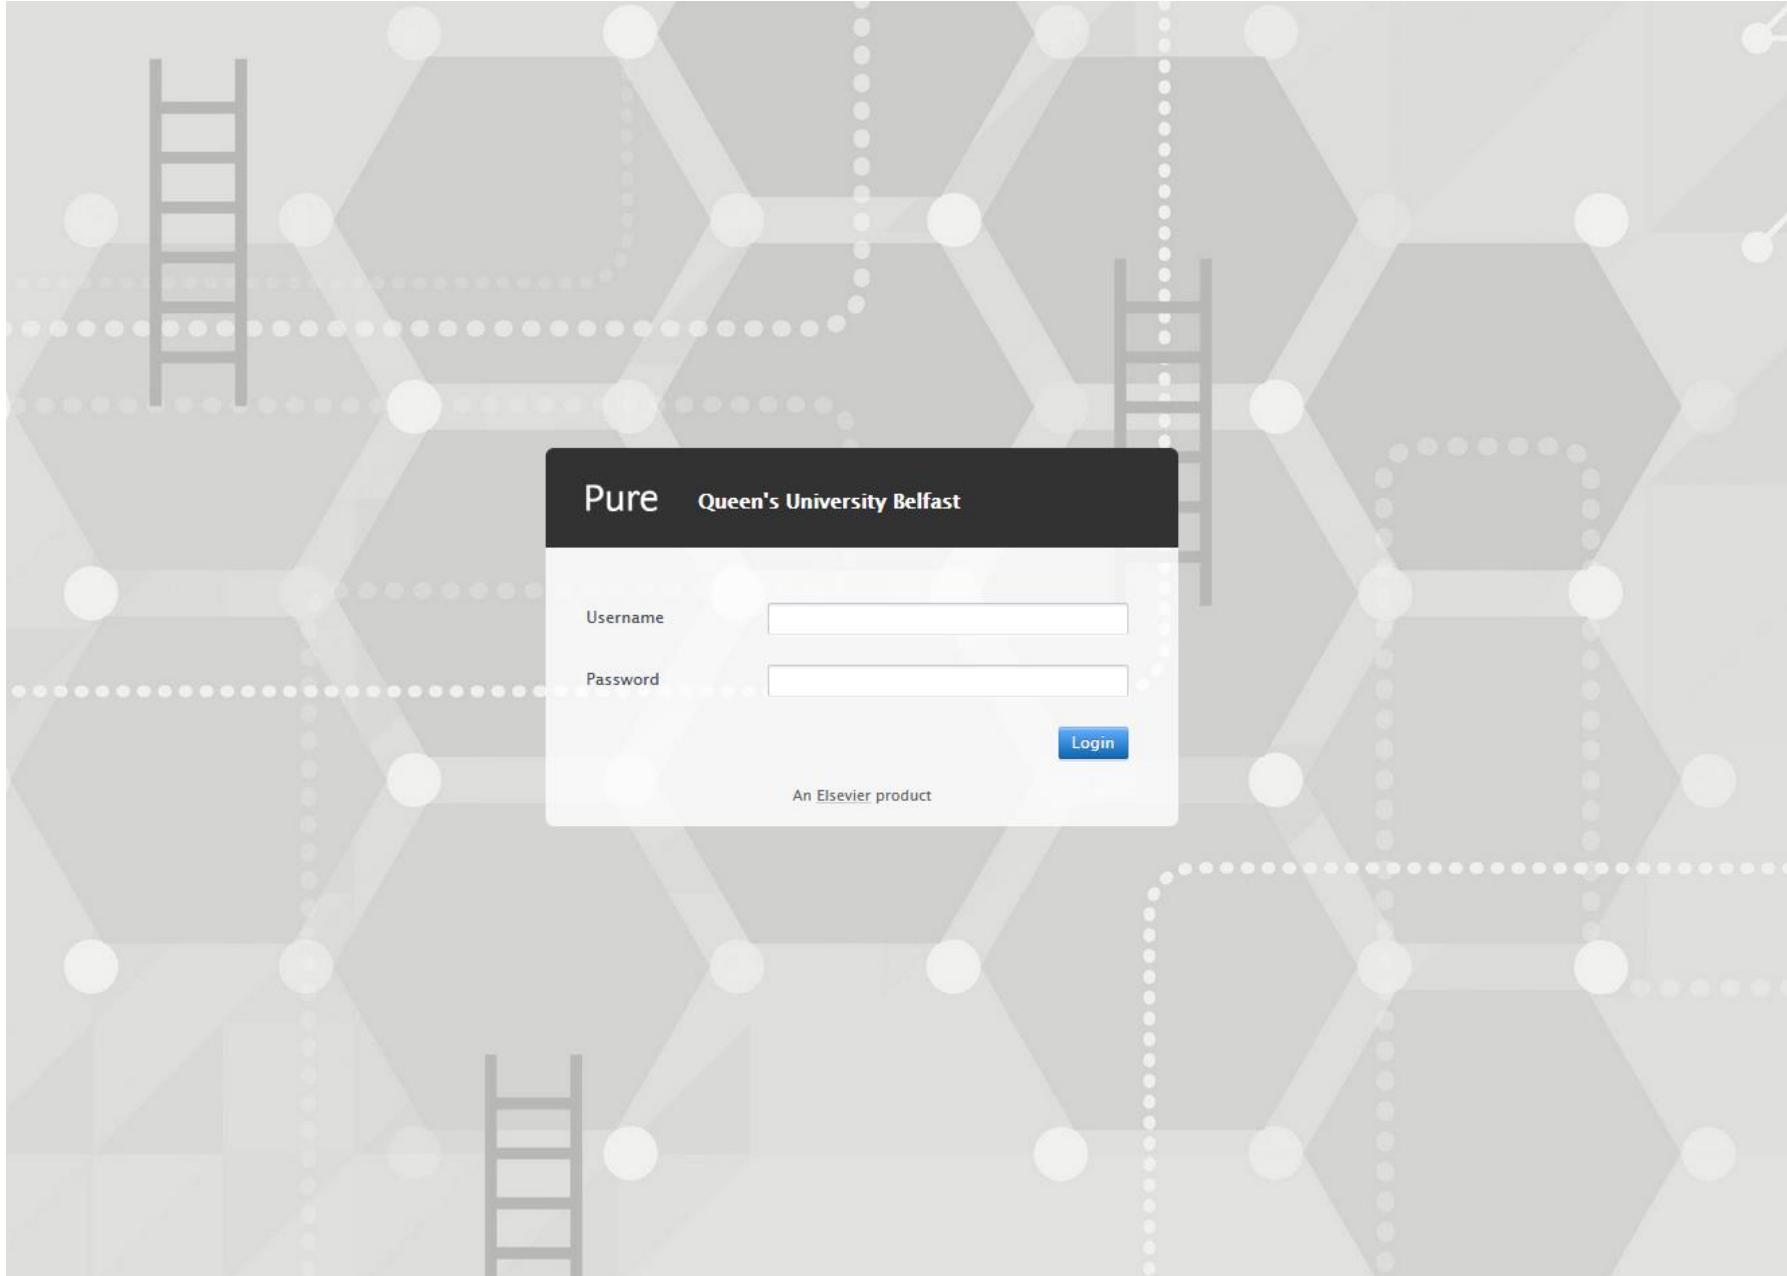 Pure Queen's University Belfast
Username
Password
Login
An Elsevier product